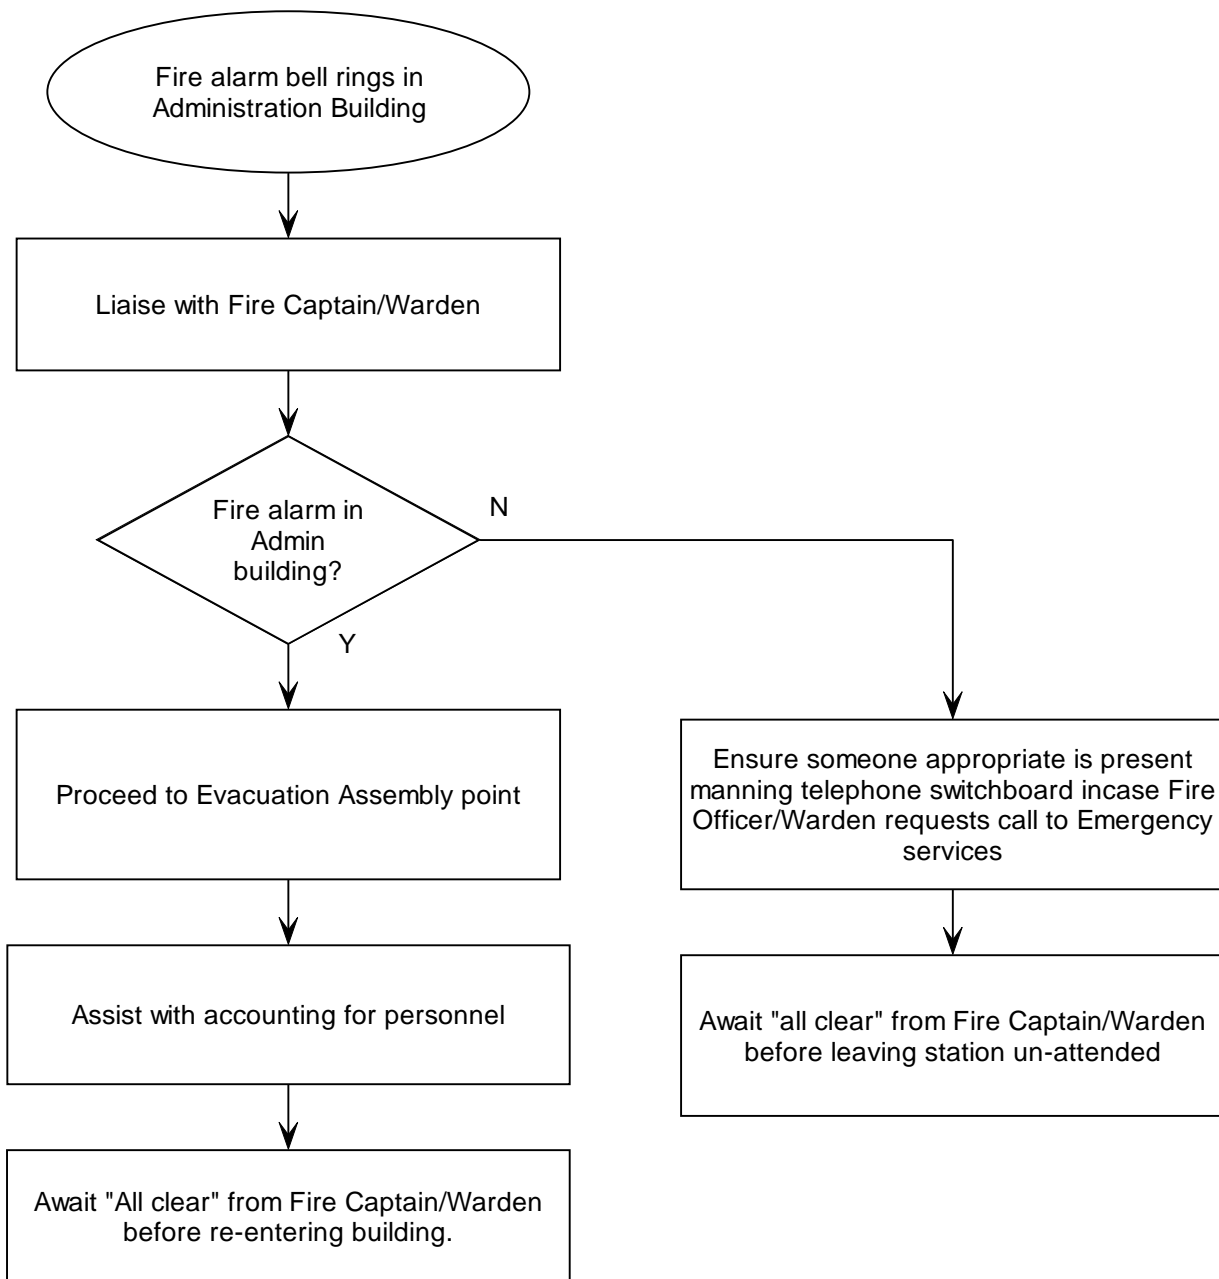 Fire alarm bell rings in
Administration Building
Liaise with Fire Captain/Warden
Fire alarm in
Admin
building?
N
Y
Proceed to Evacuation Assembly point
Ensure someone appropriate is present
manning telephone switchboard incase Fire
Officer/Warden requests call to Emergency
services
Assist with accounting for personnel
Await "all clear" from Fire Captain/Warden
before leaving station un-attended
Await "All clear" from Fire Captain/Warden
before re-entering building.